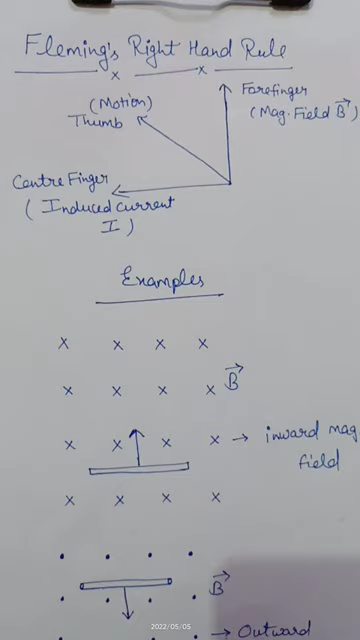 Fleming's Right Hand Rule
x x
Forefinger
(Mag. Field B)
(Motion)
Thumb
Centre Finger
( Induced current
I )
Examples
x x x x
x x x x B
x x x x → inward mag
field
x x x x
B
→ Outward
2022/05/05